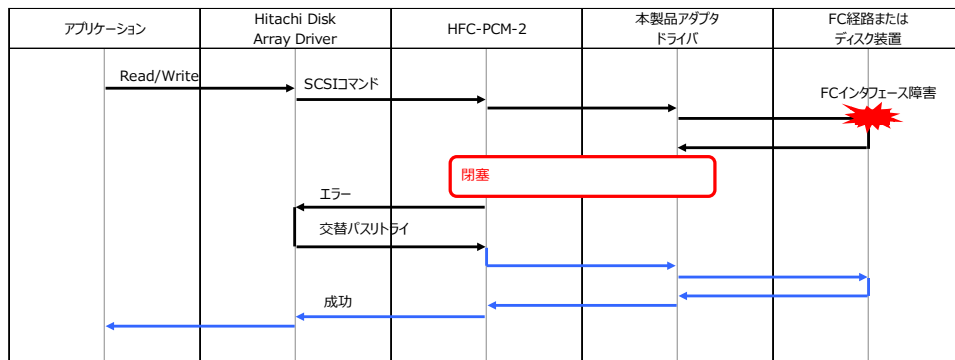 アプリケーション
Hitachi Disk
Array Driver
HFC-PCM-2
本製品アダプタ
ドライバ
FC経路または
ディスク装置
Read/Write
SCSIコマンド
FCインタフェース障害
閉塞
エラー
交替パスリトライ
成功